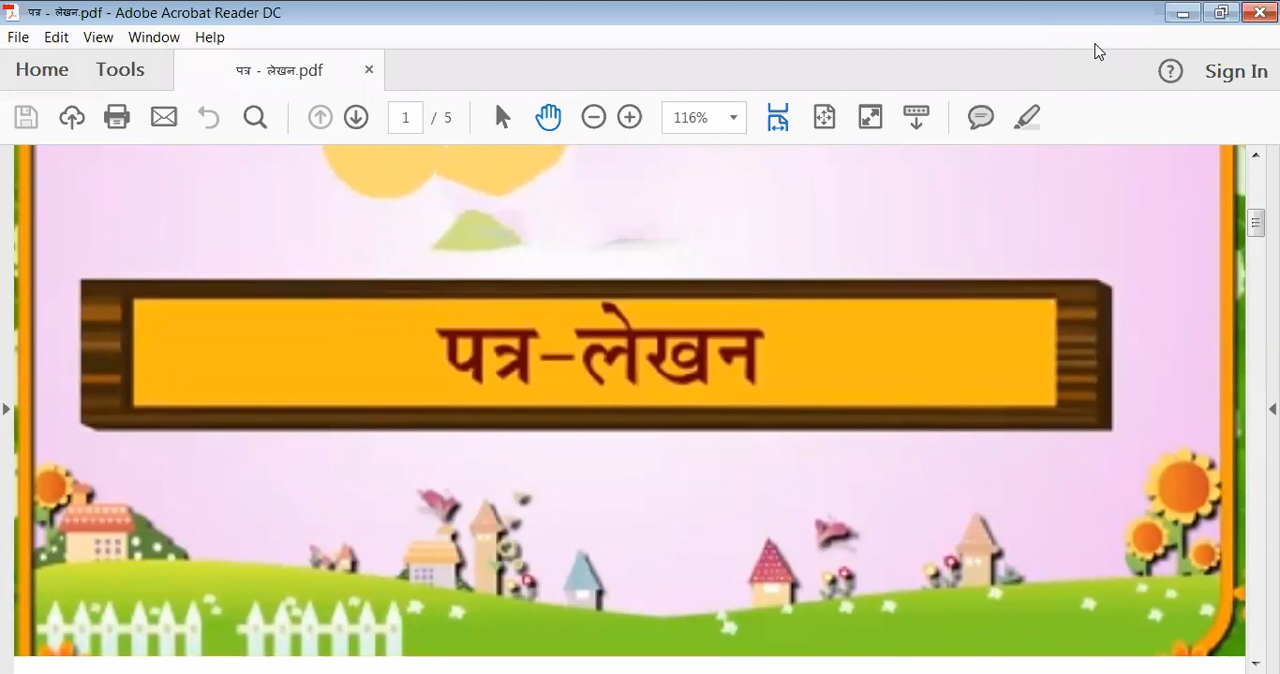 पत्र - लेखन.pdf - Adobe Acrobat Reader DC
File Edit View Window Help
Home Tools पत्र - लेखन.pdf × ? Sign In
1 / 5 116%
पत्र-लेखन